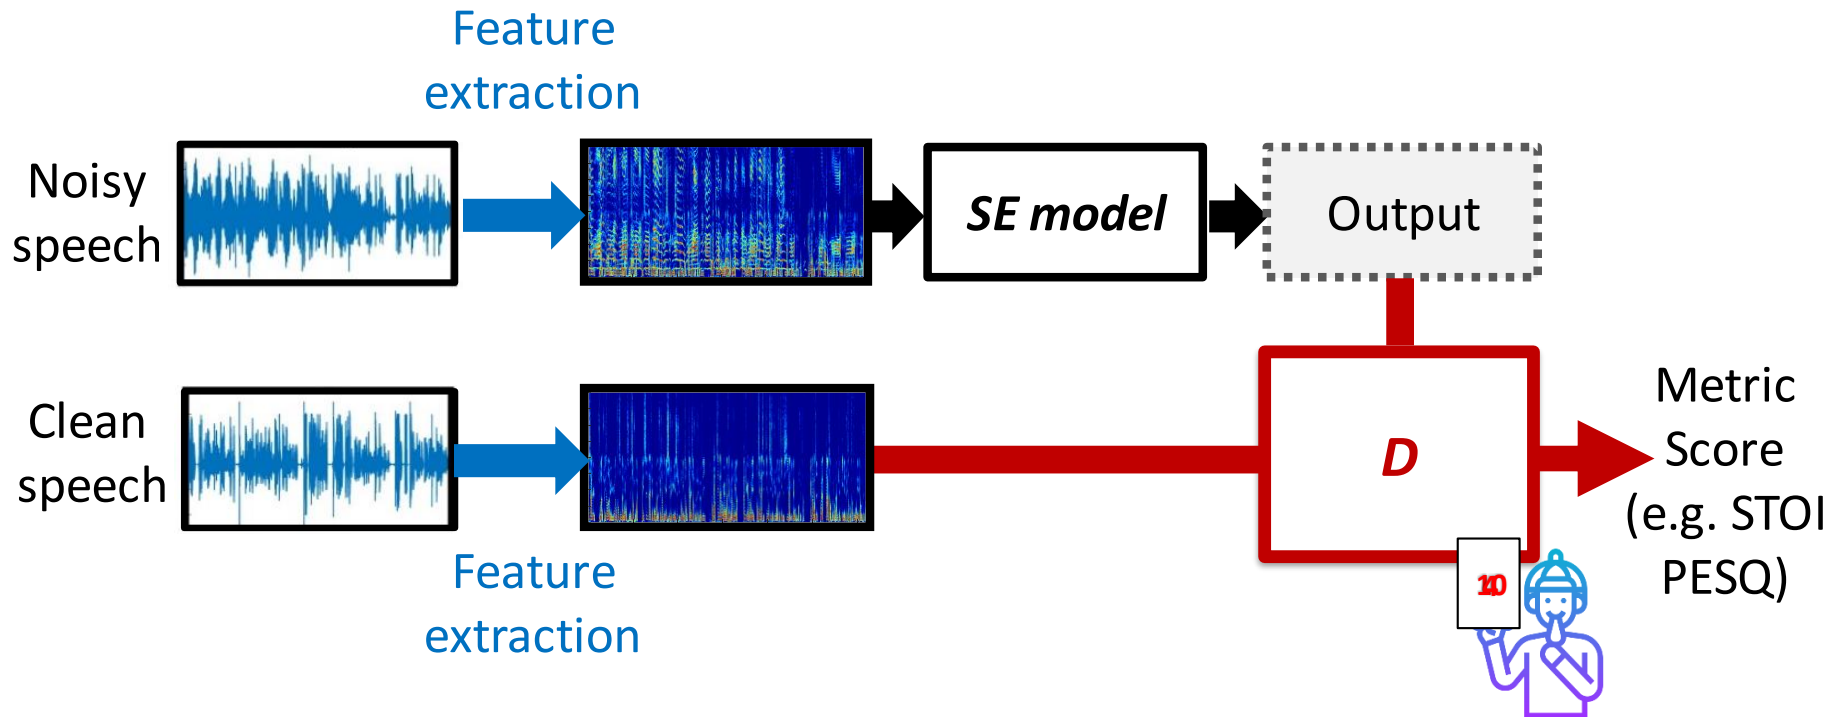 Feature
extraction
Noisy
speech
SE model
Output
Clean
speech
D
Metric
Score
(e.g. STOI
PESQ)
Feature
extraction